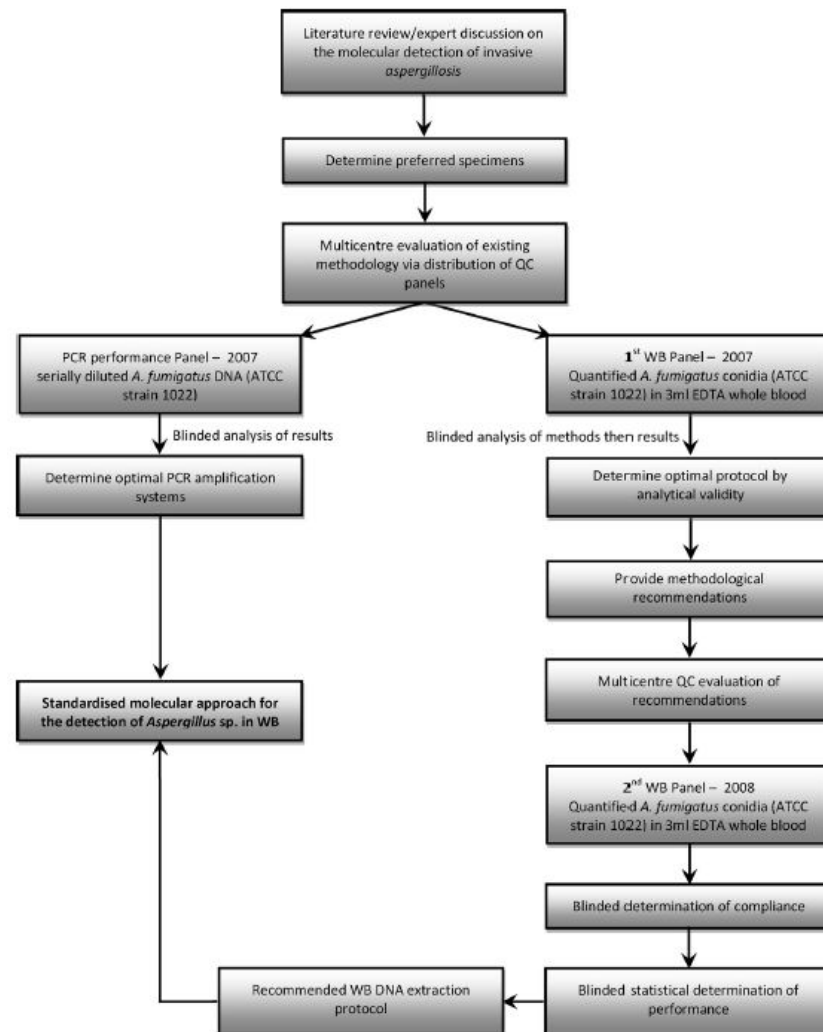 Literature review/expert discussion on
the molecular detection of invasive
aspergillosis
Determine preferred specimens
Multicentre evaluation of existing
methodology via distribution of QC
panels
PCR performance Panel – 2007
serially diluted A. fumigatus DNA (ATCC
strain 1022)
1st WB Panel – 2007
Quantified A. fumigatus conidia (ATCC
strain 1022) in 3ml EDTA whole blood
Blinded analysis of results
Blinded analysis of methods then results
Determine optimal PCR amplification
systems
Determine optimal protocol by
analytical validity
Provide methodological
recommendations
Multicentre QC evaluation of
recommendations
Standardised molecular approach for
the detection of Aspergillus sp. in WB
2nd WB Panel – 2008
Quantified A. fumigatus conidia (ATCC
strain 1022) in 3ml EDTA whole blood
Blinded determination of compliance
Recommended WB DNA extraction
protocol
Blinded statistical determination of
performance